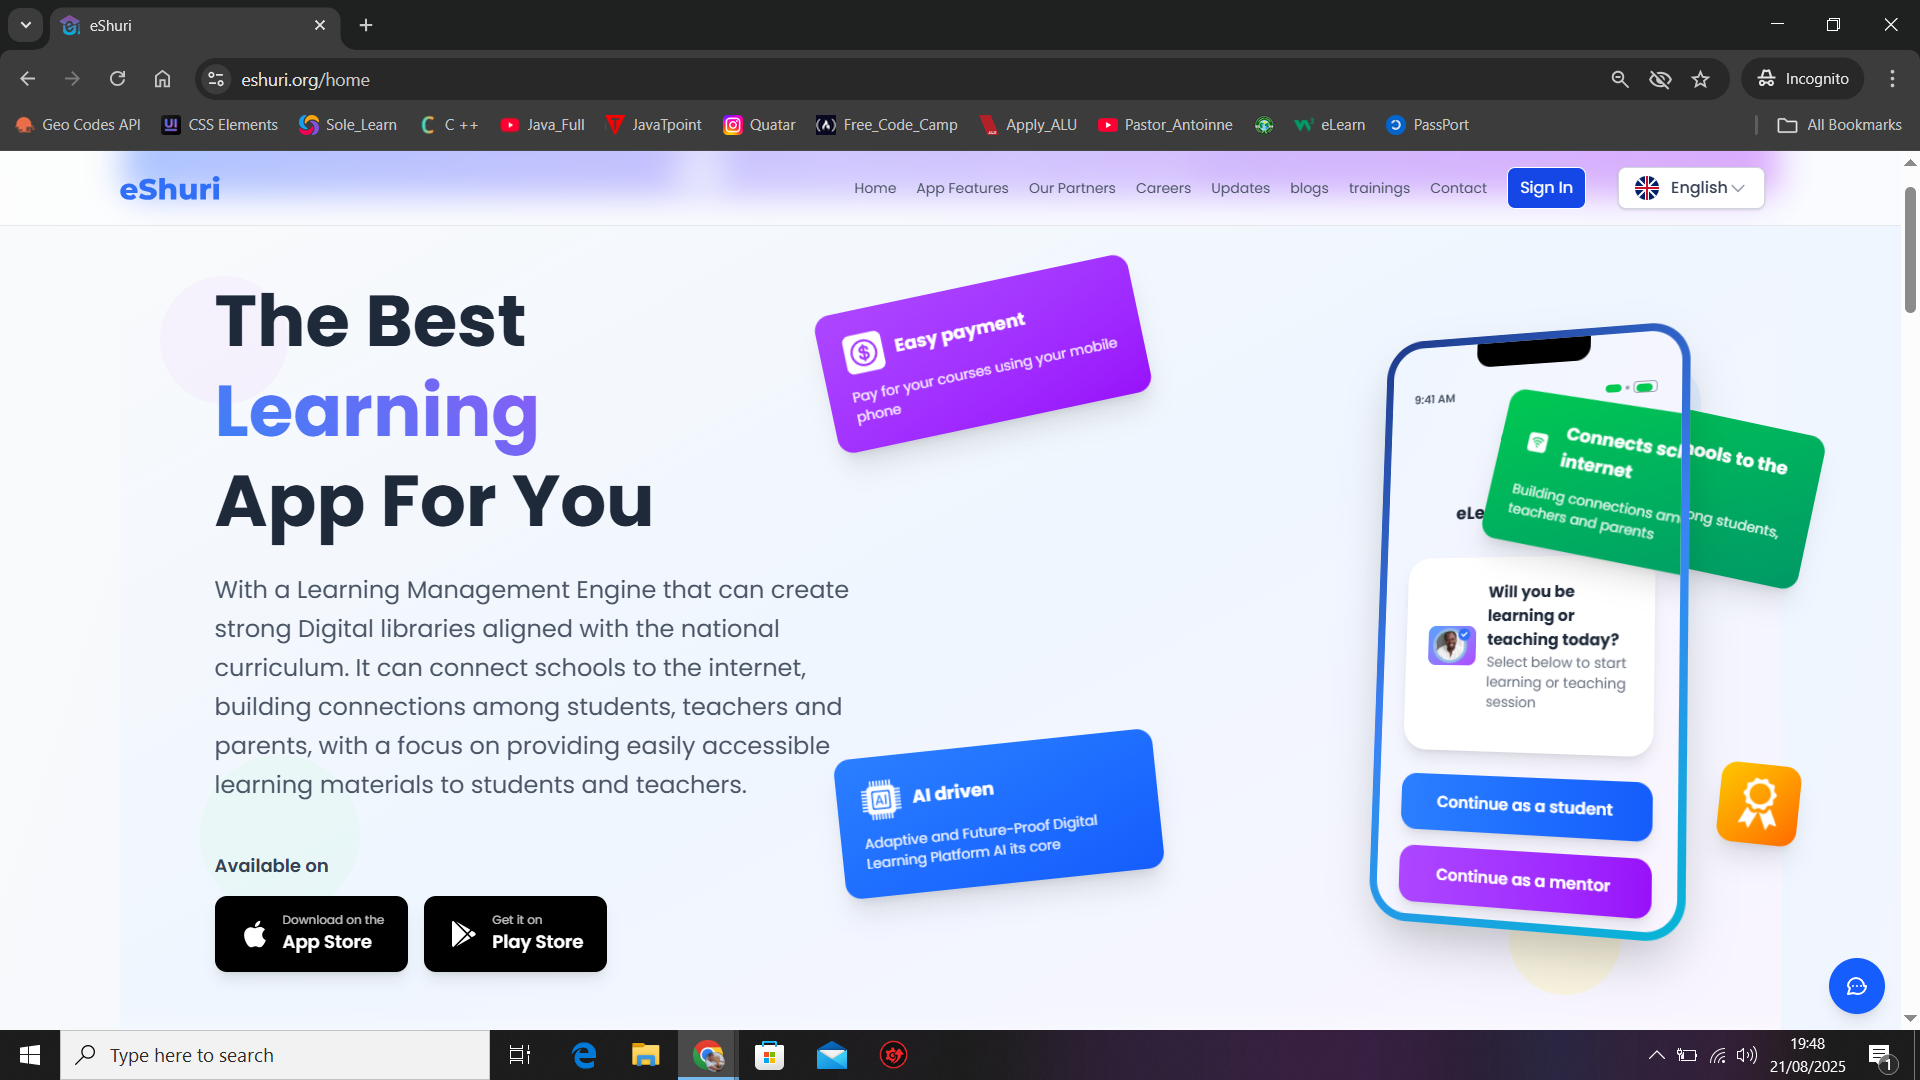 eShuri
eshuri.org/home
Incognito
Geo Codes API
CSS Elements
Sole_Learn
C ++
Java_Full
JavaTpoint
Quatar
Free_Code_Camp
Apply_ALU
Pastor_Antoinne
eLearn
PassPort
All Bookmarks
eShuri
Home
App Features
Our Partners
Careers
Updates
blogs
trainings
Contact
Sign In
English
The Best
Learning
App For You
With a Learning Management Engine that can create
strong Digital libraries aligned with the national
curriculum. It can connect schools to the internet,
building connections among students, teachers and
parents, with a focus on providing easily accessible
learning materials to students and teachers.
Available on
Download on the
App Store
Get it on
Play Store
Easy payment
Pay for your courses using your mobile
phone
AI
AI driven
Adaptive and Future-Proof Digital
Learning Platform AI its core
9:41 AM
Connects schools to the
internet
Building connections among students,
teachers and parents
eLe
Will you be
learning or
teaching today?
Select below to start
learning or teaching
session
Continue as a student
Continue as a mentor
Type here to search
19:48
21/08/2025
1